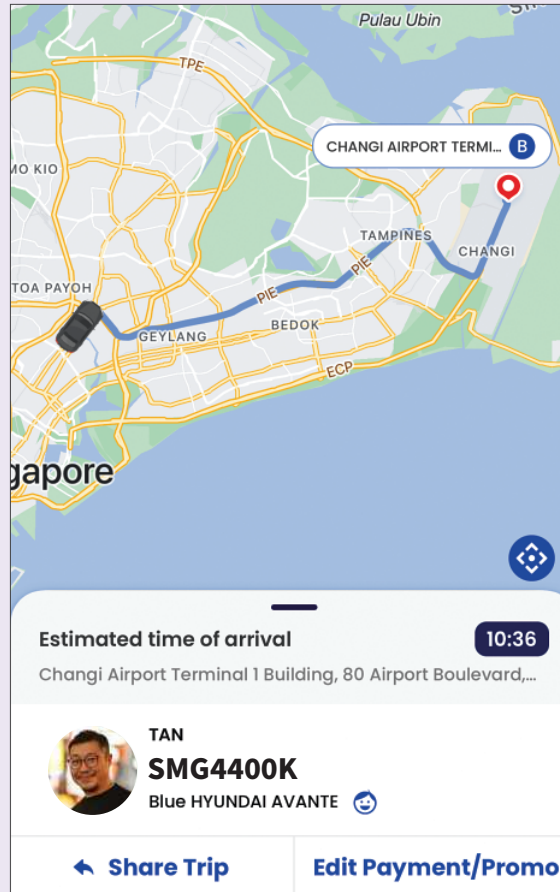 Pulau Ubin
TPE
CHANGI AIRPORT TERMI... B
MO KIO
TAMPINES
CHANGI
TOA PAYOH
PIE
PIE
GEYLANG
BEDOK
ECP
gapore
Estimated time of arrival
10:36
Changi Airport Terminal 1 Building, 80 Airport Boulevard,...
TAN
SMG4400K
Blue HYUNDAI AVANTE
Share Trip
Edit Payment/Promo